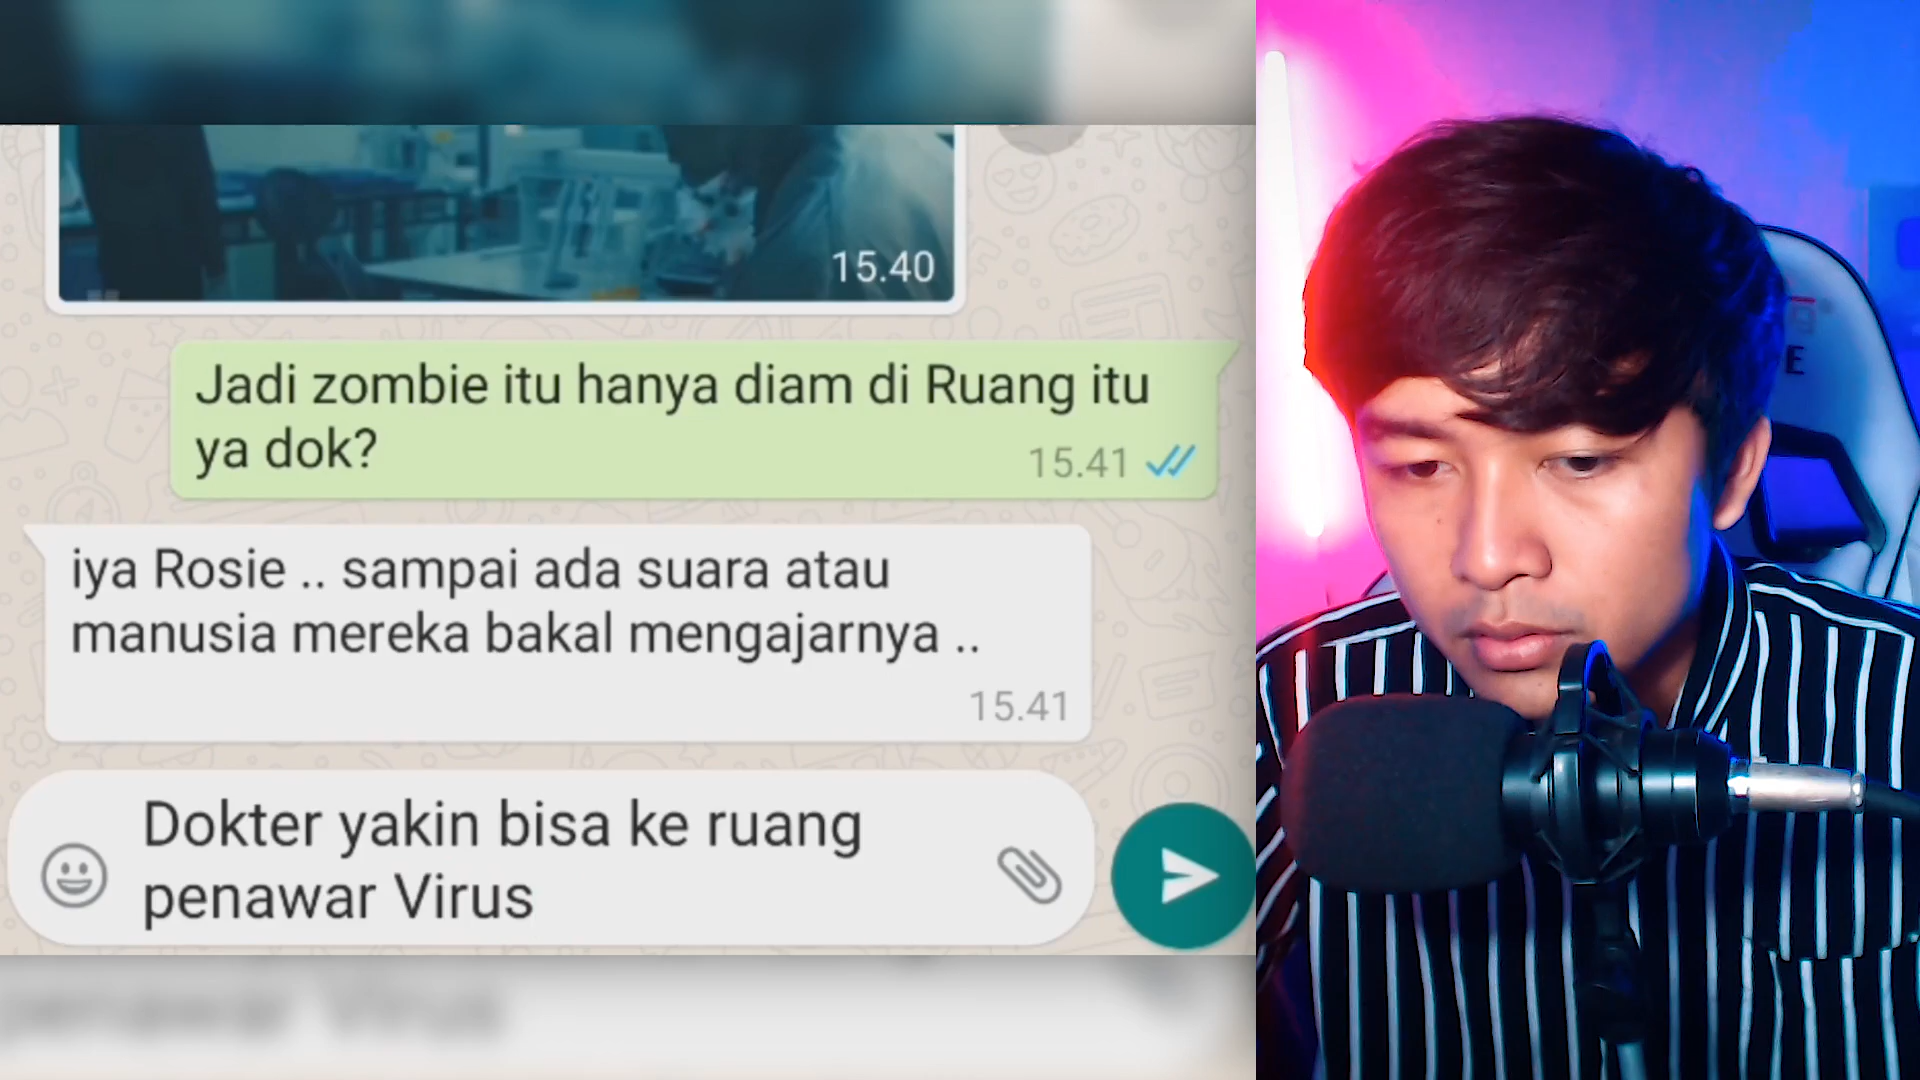 15.40
Jadi zombie itu hanya diam di Ruang itu
ya dok?
15.41
iya Rosie .. sampai ada suara atau
manusia mereka bakal mengajarnya ..
15.41
Dokter yakin bisa ke ruang
penawar Virus